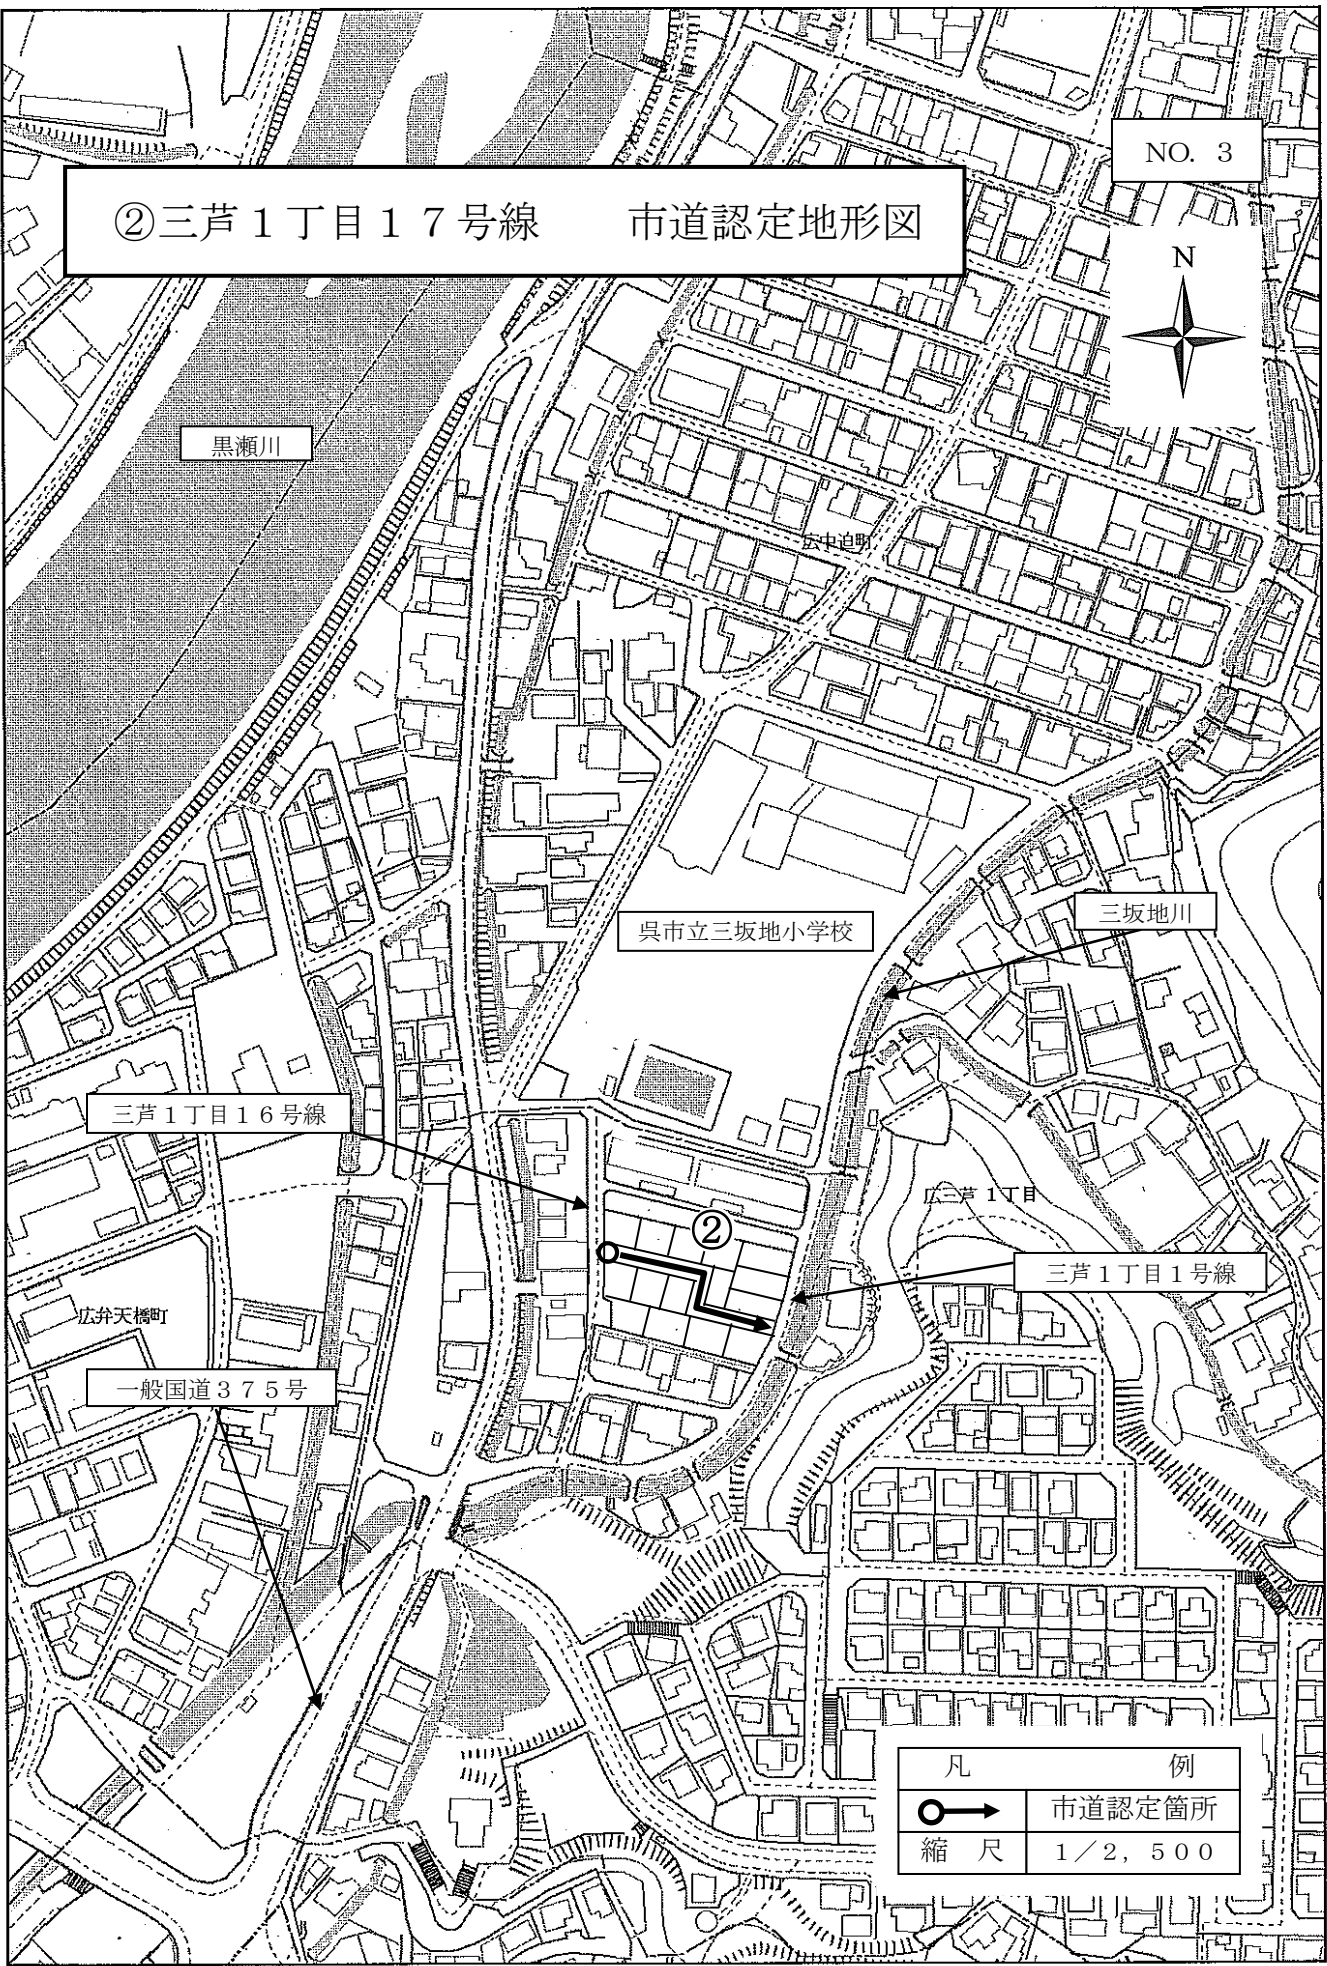 NO. 3
②三芦１丁目１７号線　　市道認定地形図
N
黒瀬川
広中迫町
三坂地川
呉市立三坂地小学校
三芦１丁目１６号線
広三芦 1丁目
②
三芦１丁目１号線
広弁天橋町
一般国道３７５号
凡　例
市道認定箇所
縮　尺　１／２，５００